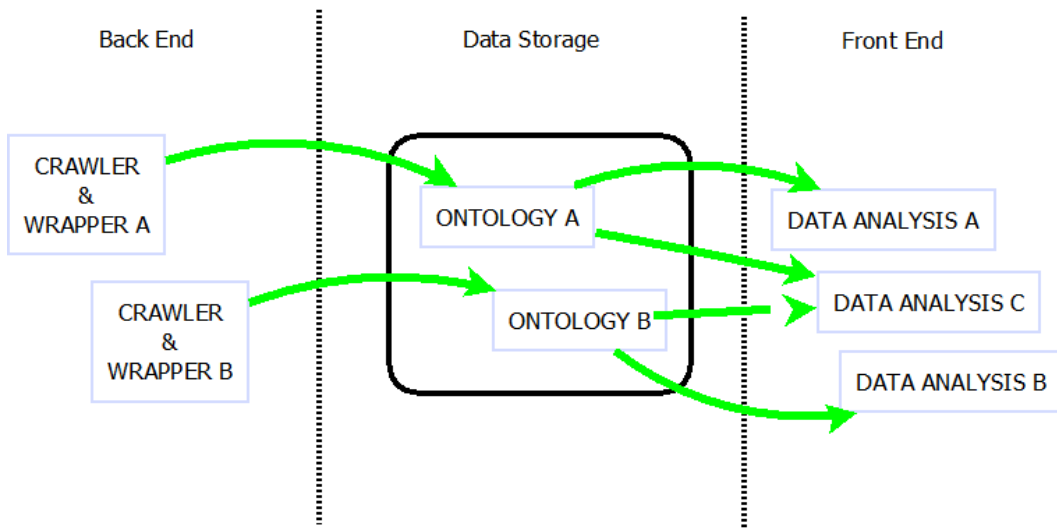 Back End
Data Storage
Front End
CRAWLER
&
WRAPPER A
ONTOLOGY A
DATA ANALYSIS A
CRAWLER
&
WRAPPER B
ONTOLOGY B
DATA ANALYSIS C
DATA ANALYSIS B